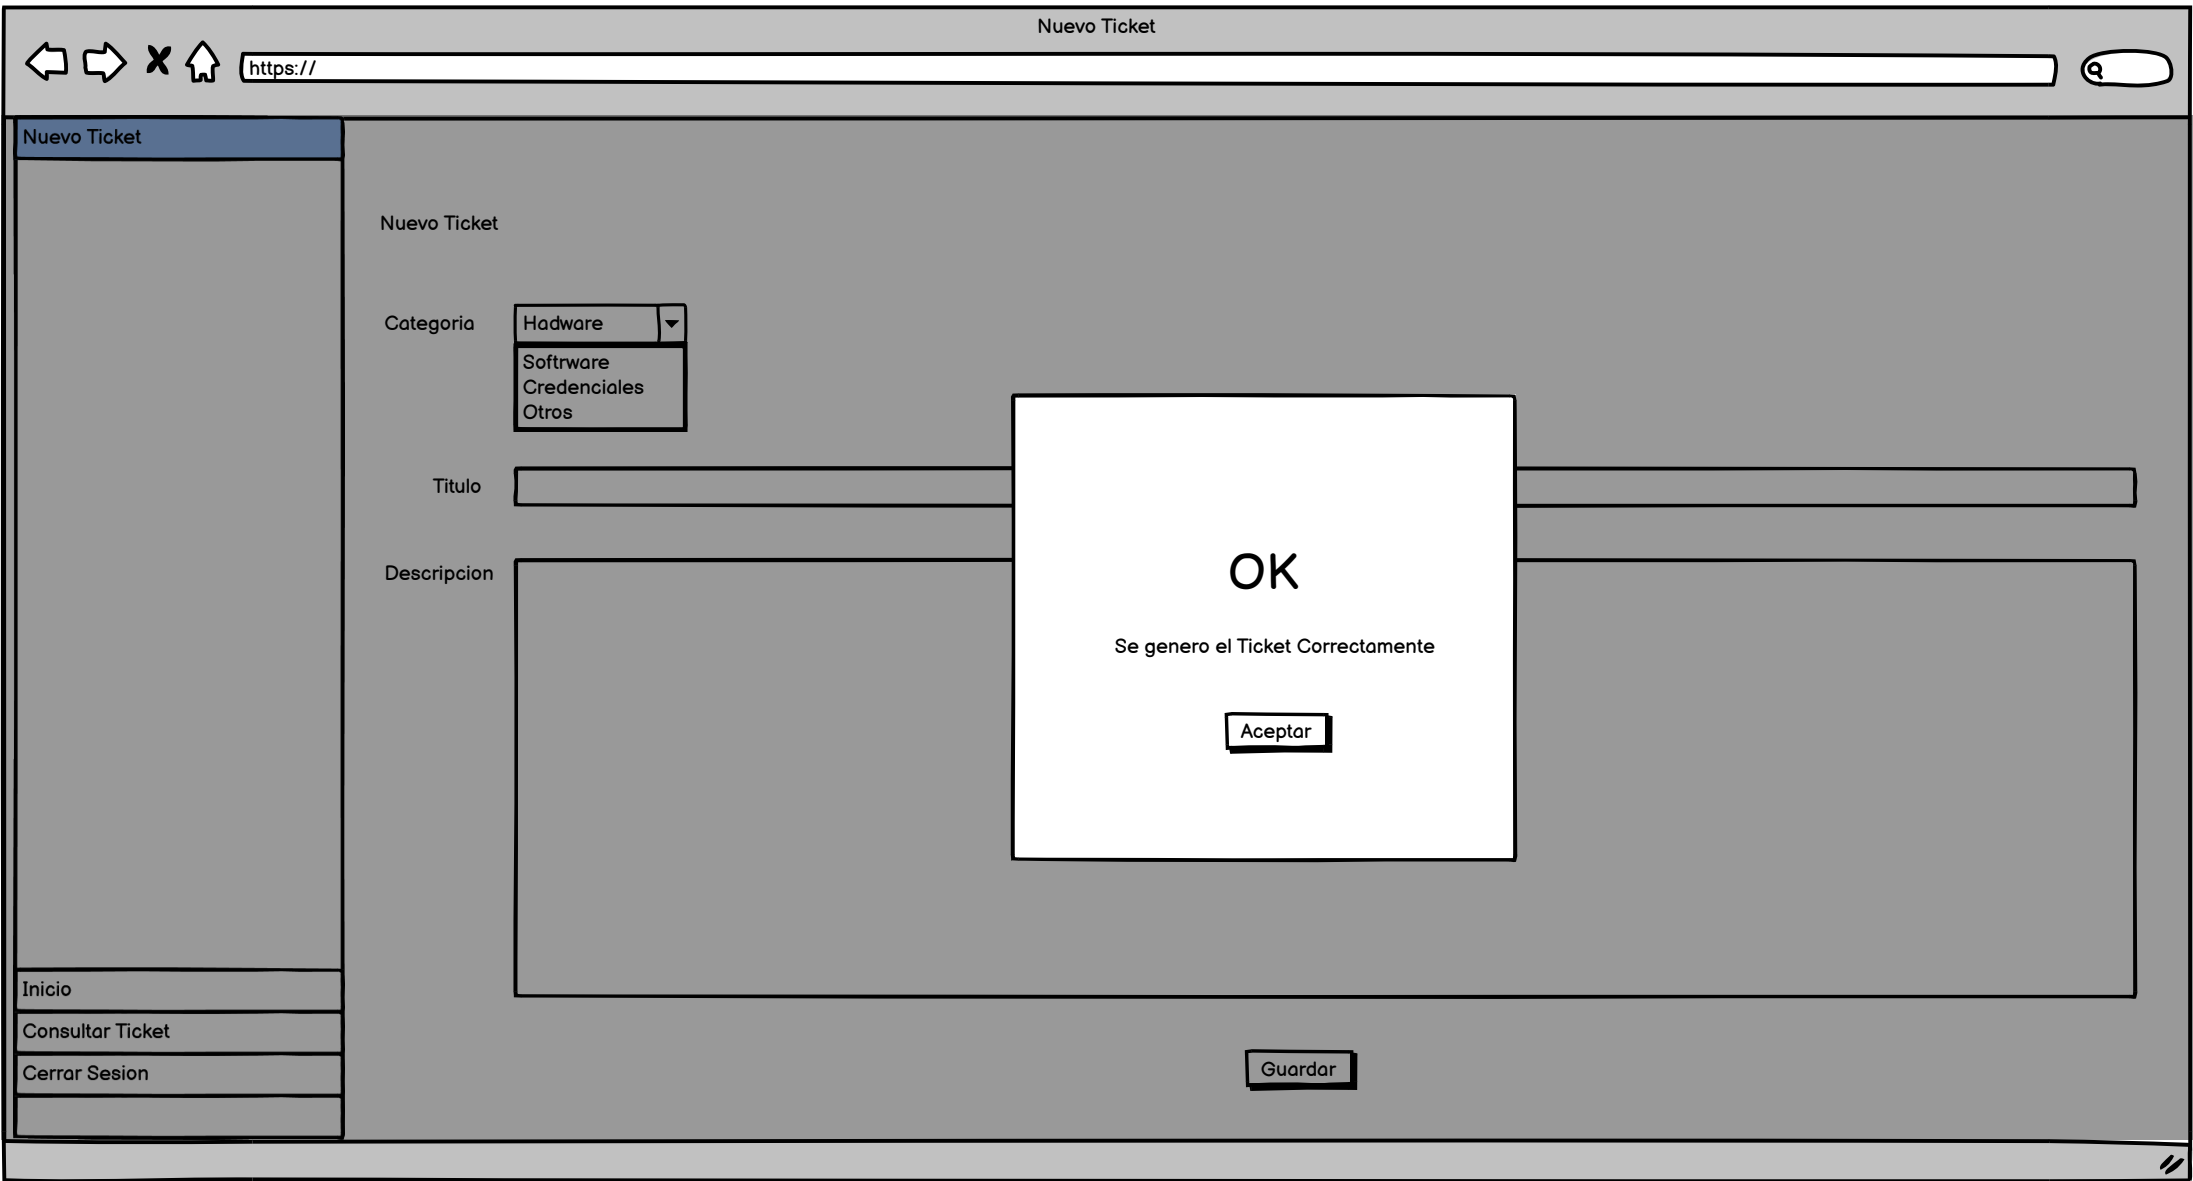 Nuevo Ticket
https://
Nuevo Ticket
Nuevo Ticket
Categoria
Hadware
Softrware
Credenciales
Otros
Titulo
Descripcion
OK
Se genero el Ticket Correctamente
Aceptar
Inicio
Consultar Ticket
Cerrar Sesion
Guardar